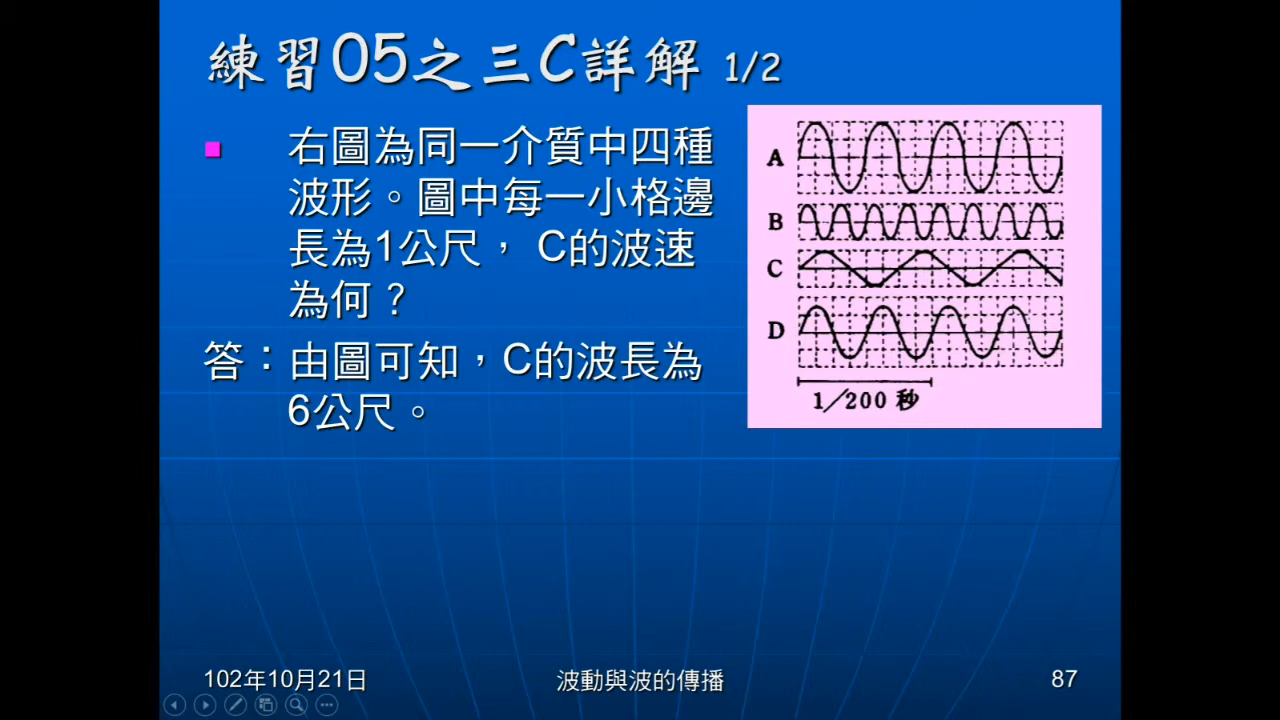 練習05之三C詳解 1/2
右圖為同一介質中四種
波形。圖中每一小格邊
長為1公尺， C的波速
為何？
答：由圖可知，C的波長為
6公尺。
A
B
C
D
1/200 秒
102年10月21日
波動與波的傳播
87